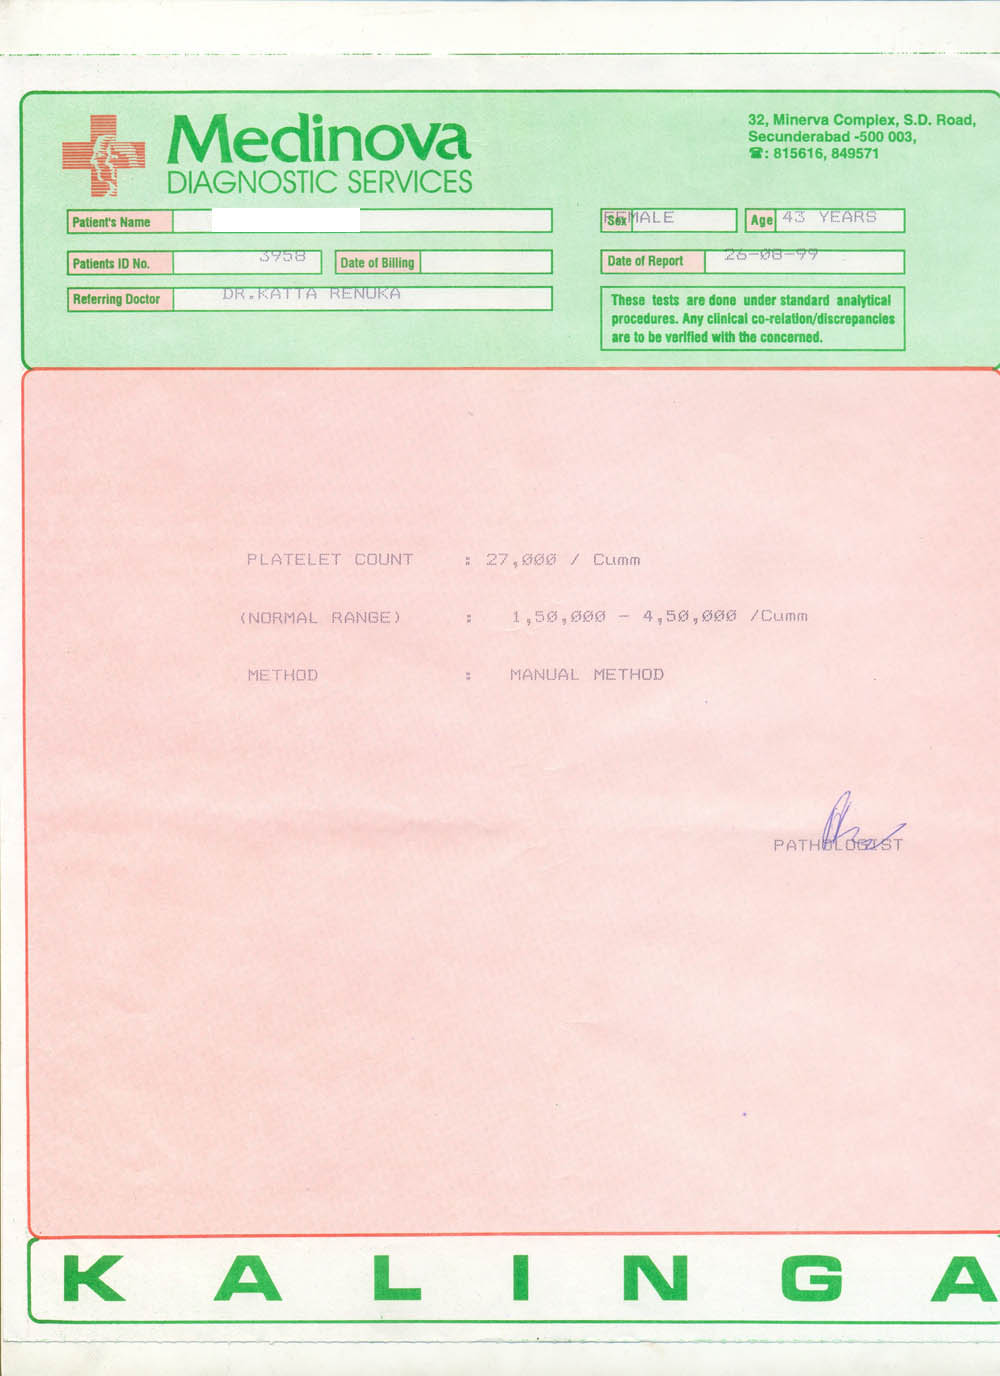 Medinova
DIAGNOSTIC SERVICES
32, Minerva Complex, S.D. Road,
Secunderabad -500 003,
☎: 815616, 849571
Patient's Name
Sex FEMALE
Age 43 YEARS
Patients ID No. 3958
Date of Billing
Date of Report 26-08-99
Referring Doctor DR.KATTA RENUKA
These tests are done under standard analytical
procedures. Any clinical co-relation/discrepancies
are to be verified with the concerned.
PLATELET COUNT : 27,000 / Cumm
(NORMAL RANGE) : 1,50,000 - 4,50,000 /Cumm
METHOD : MANUAL METHOD
PATHOLOGIST
KALINGA